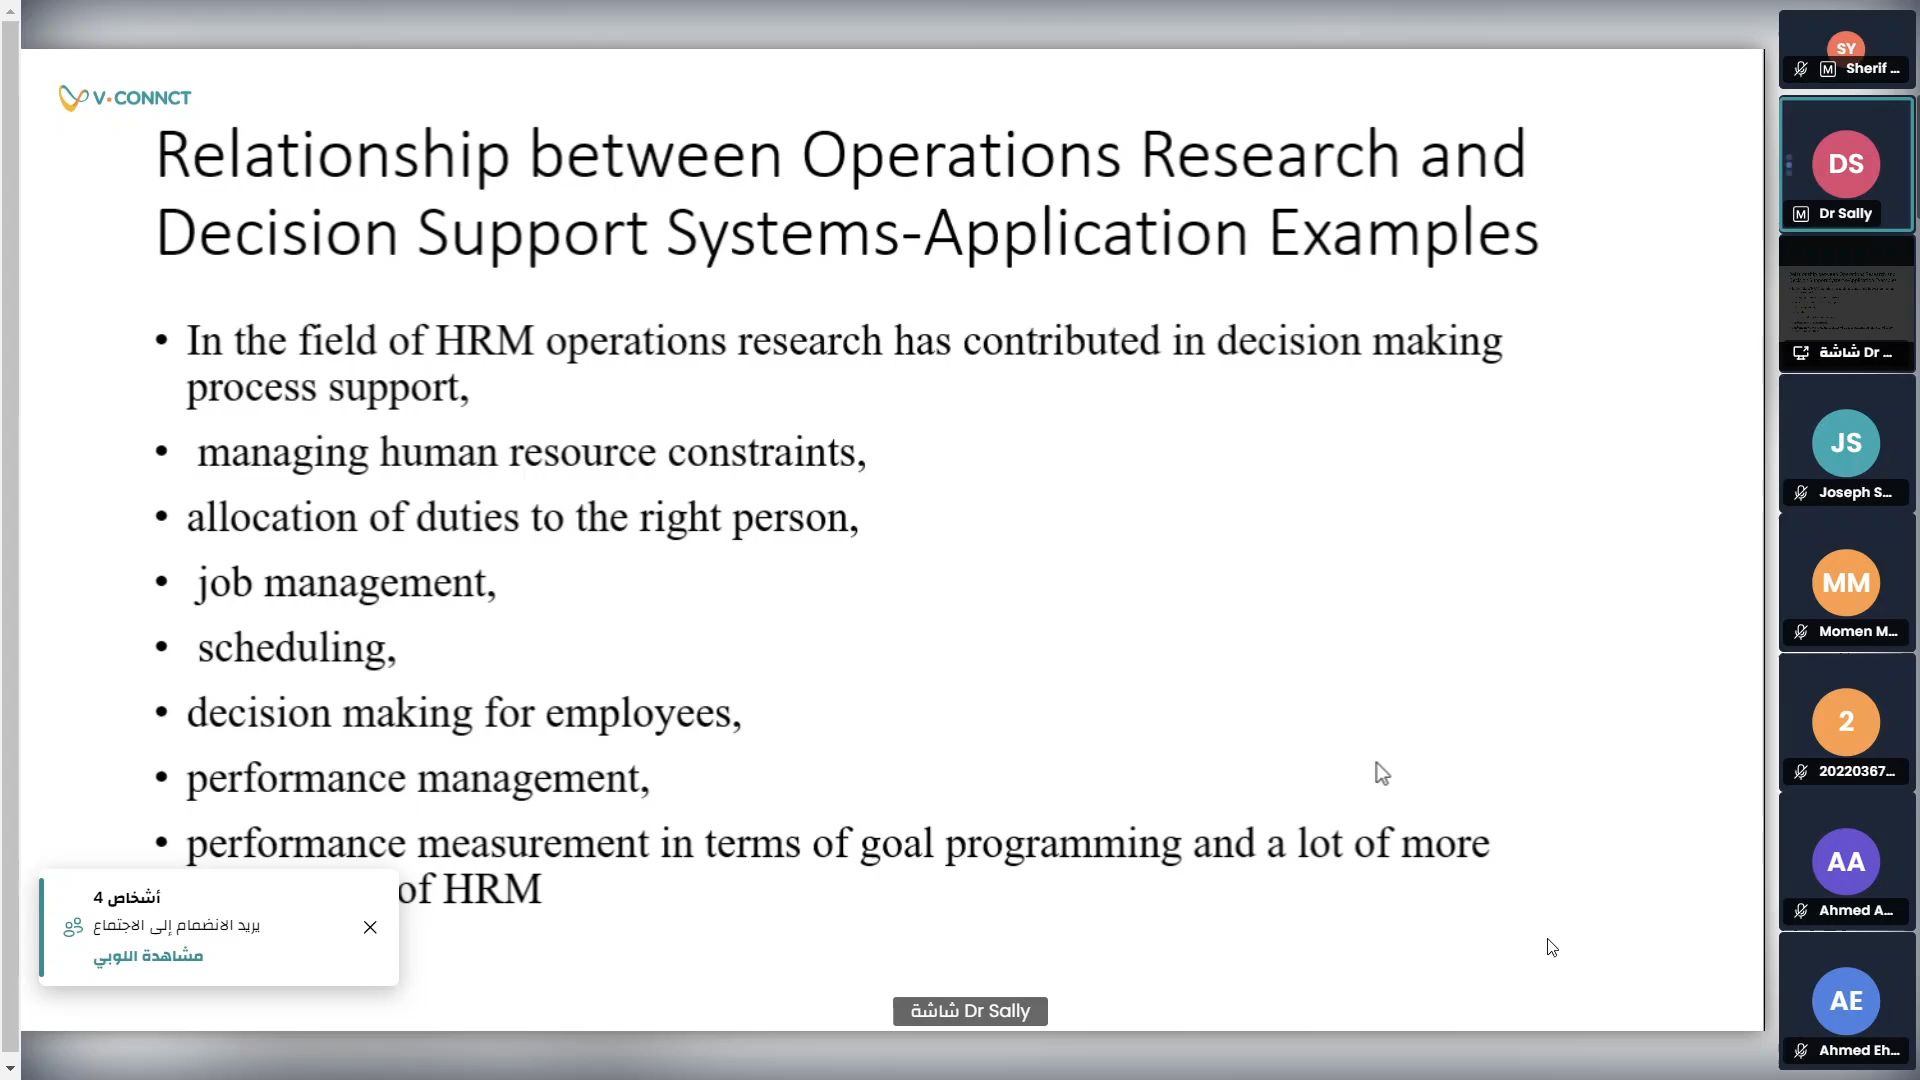 V·CONNCT
Relationship between Operations Research and
Decision Support Systems-Application Examples
• In the field of HRM operations research has contributed in decision making
process support,
• managing human resource constraints,
• allocation of duties to the right person,
• job management,
• scheduling,
• decision making for employees,
• performance management,
• performance measurement in terms of goal programming and a lot of more
of HRM
4 أشخاص
يريد الانضمام إلى الاجتماع
مشاهدة اللوبي
شاشة Dr Sally
SY
M Sherif ...
DS
M Dr Sally
شاشة Dr ...
JS
Joseph S...
MM
Momen M...
2
20220367...
AA
Ahmed A...
AE
Ahmed Eh...